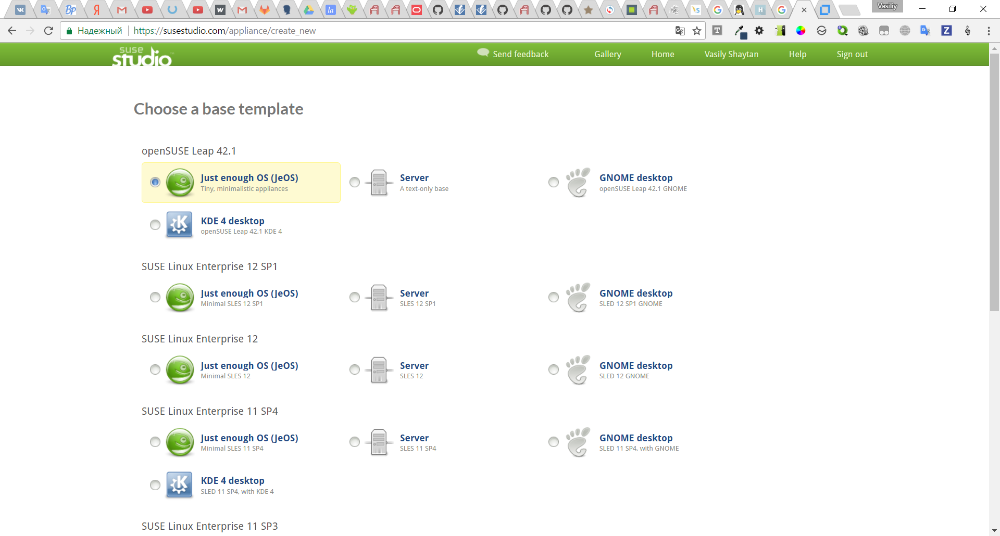 Vasiliy
Надежный
https://susestudio.com/appliance/create_new
suse
studio
Send feedback
Gallery
Home
Vasily Shaytan
Help
Sign out
Choose a base template
openSUSE Leap 42.1
Just enough OS (JeOS)
Tiny, minimalistic appliances
Server
A text-only base
GNOME desktop
openSUSE Leap 42.1 GNOME
KDE 4 desktop
openSUSE Leap 42.1 KDE 4
SUSE Linux Enterprise 12 SP1
Just enough OS (JeOS)
Minimal SLES 12 SP1
Server
SLES 12 SP1
GNOME desktop
SLED 12 SP1 GNOME
SUSE Linux Enterprise 12
Just enough OS (JeOS)
Minimal SLES 12
Server
SLES 12
GNOME desktop
SLED 12 GNOME
SUSE Linux Enterprise 11 SP4
Just enough OS (JeOS)
Minimal SLES 11 SP4
Server
SLES 11 SP4
GNOME desktop
SLED 11 SP4, with GNOME
KDE 4 desktop
SLED 11 SP4, with KDE 4
SUSE Linux Enterprise 11 SP3